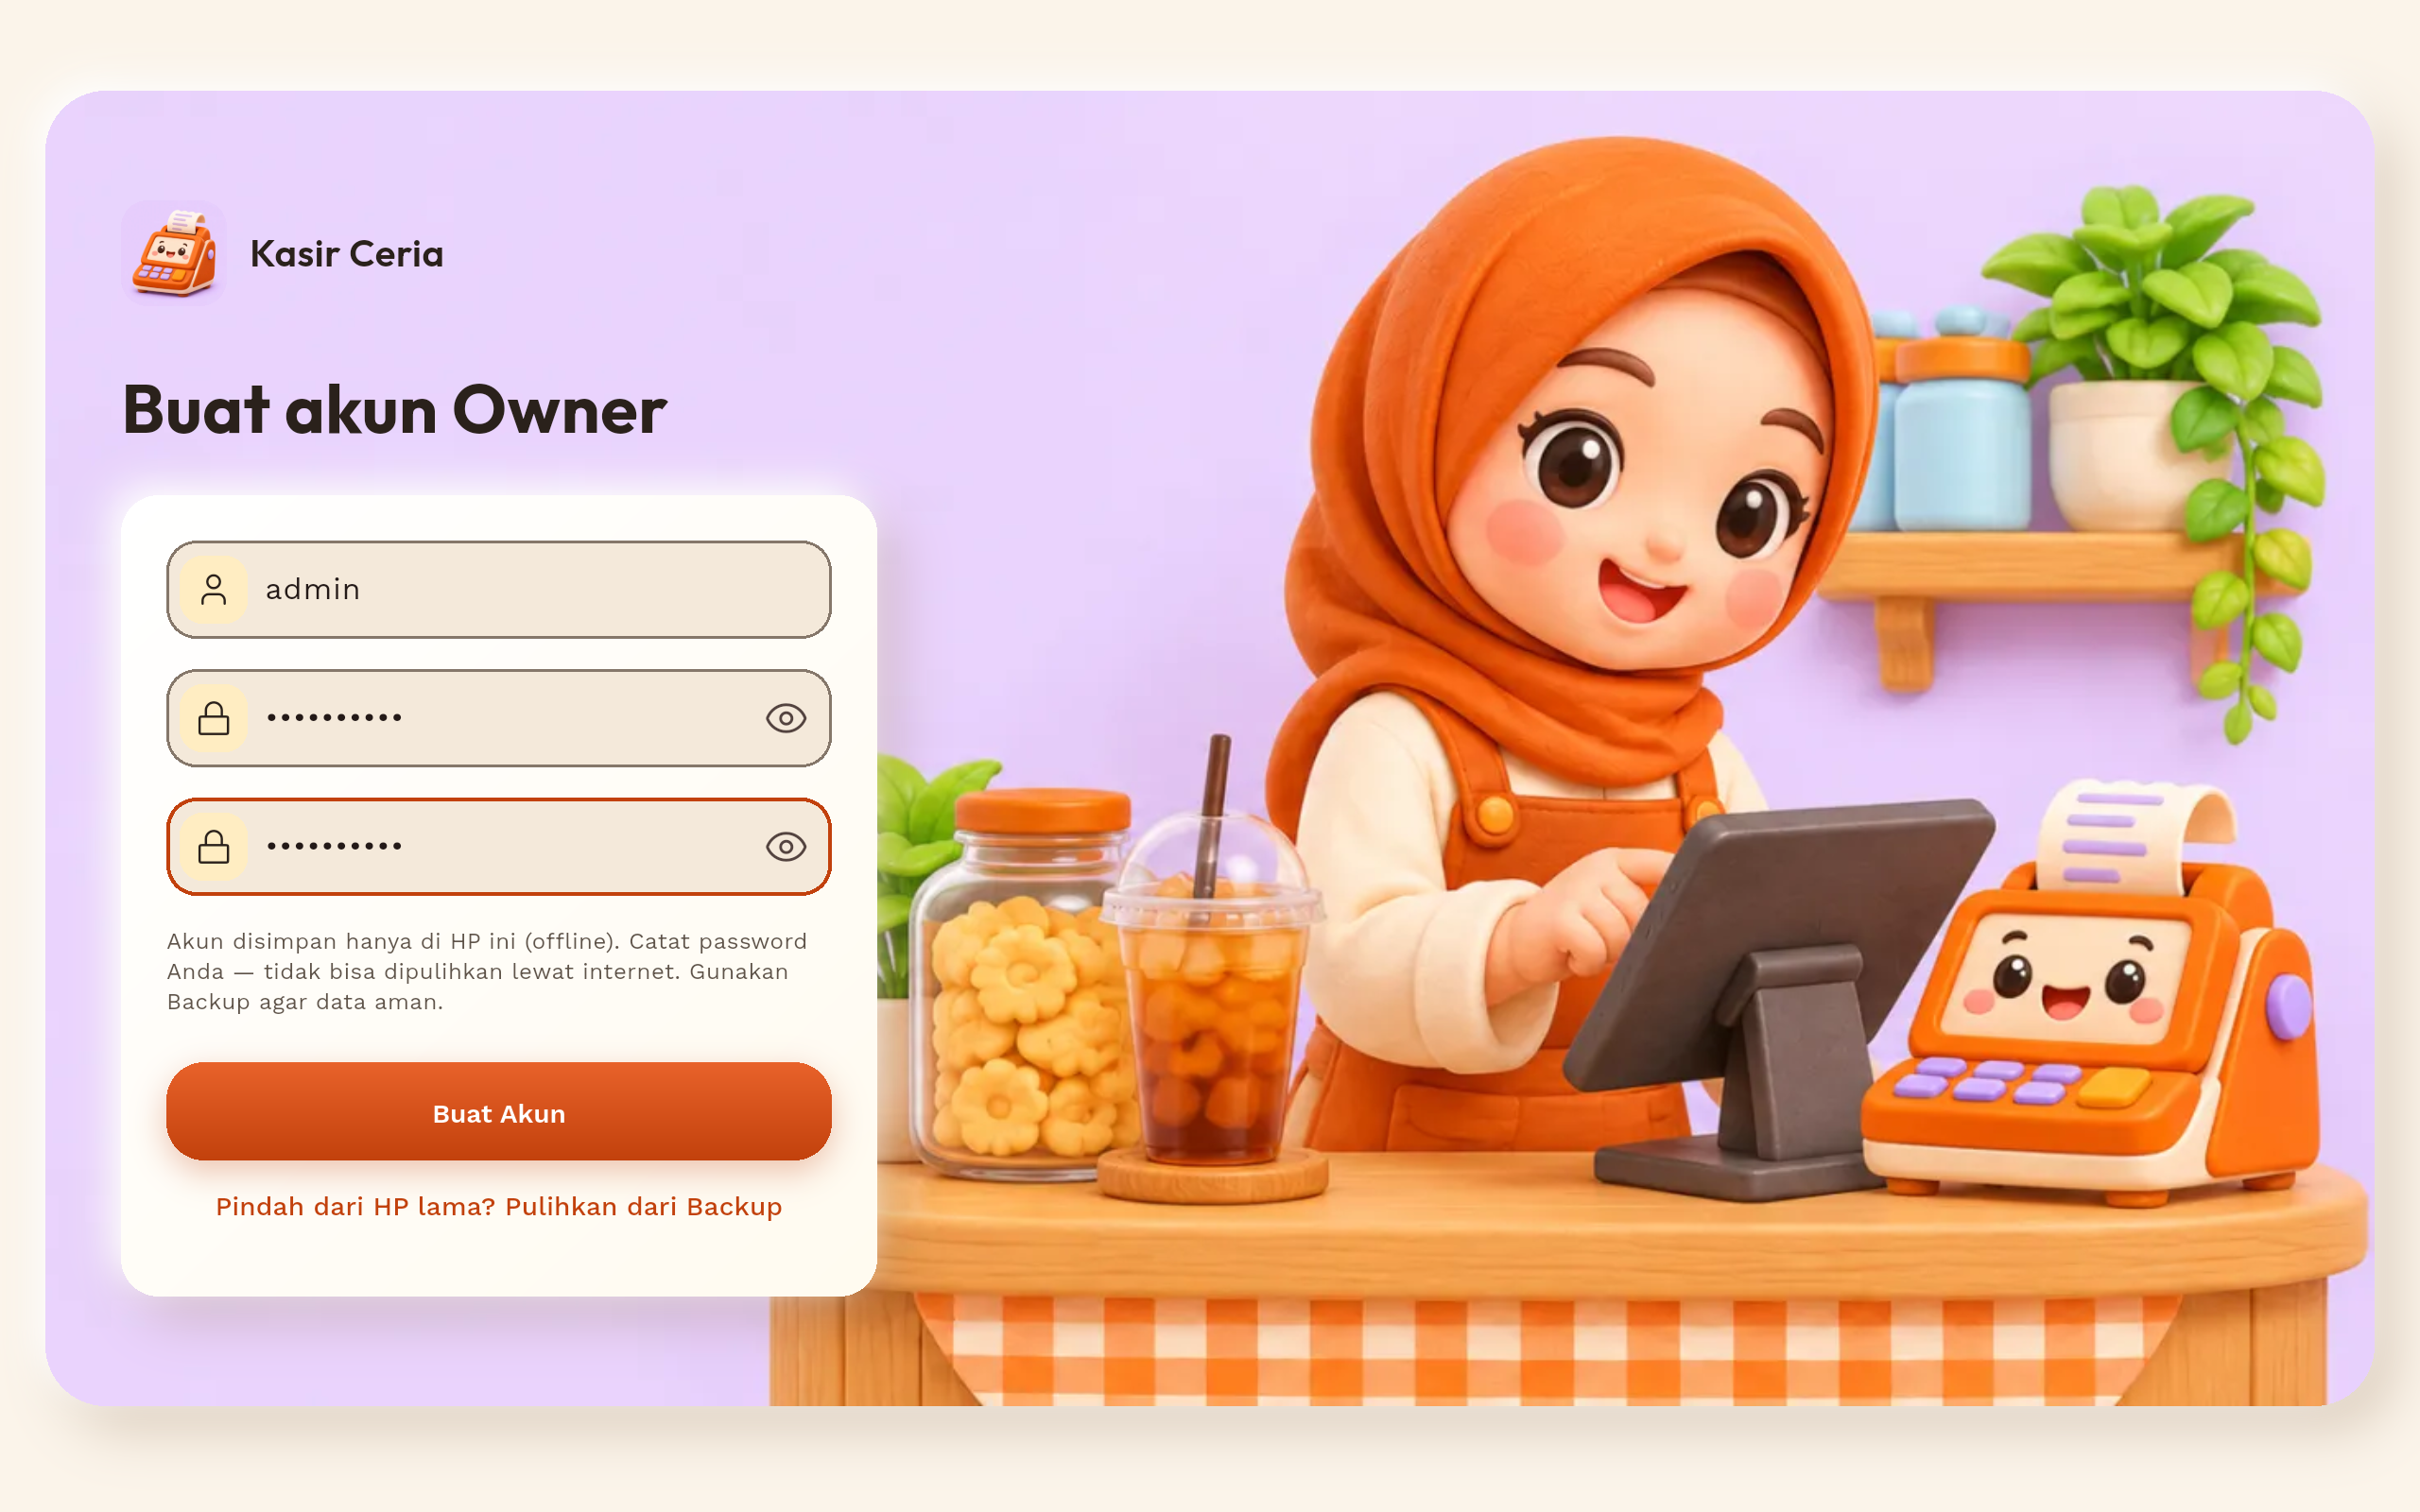 Kasir Ceria
Buat akun Owner
admin
••••••••••
••••••••••
Akun disimpan hanya di HP ini (offline). Catat password
Anda — tidak bisa dipulihkan lewat internet. Gunakan
Backup agar data aman.
Buat Akun
Pindah dari HP lama? Pulihkan dari Backup